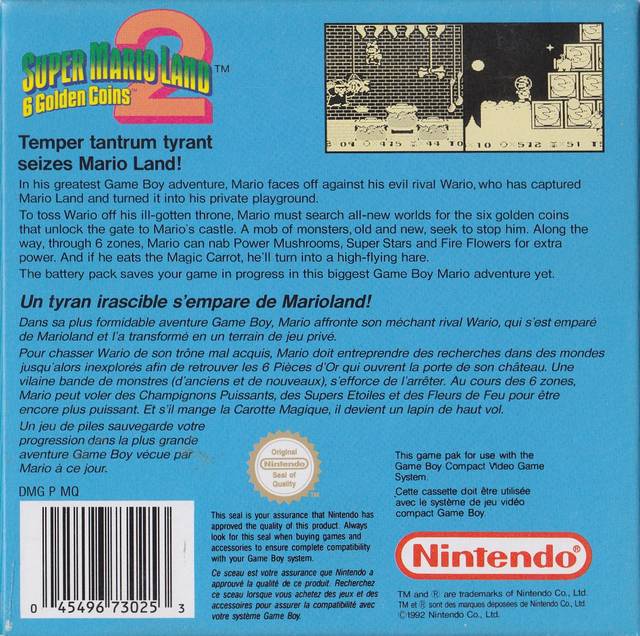 2
SUPER MARIO LAND™
6 Golden Coins™
Temper tantrum tyrant
seizes Mario Land!
In his greatest Game Boy adventure, Mario faces off against his evil rival Wario, who has captured
Mario Land and turned it into his private playground.
To toss Wario off his ill-gotten throne, Mario must search all-new worlds for the six golden coins
that unlock the gate to Mario's castle. A mob of monsters, old and new, seek to stop him. Along the
way, through 6 zones, Mario can nab Power Mushrooms, Super Stars and Fire Flowers for extra
power. And if he eats the Magic Carrot, he'll turn into a high-flying hare.
The battery pack saves your game in progress in this biggest Game Boy Mario adventure yet.
Un tyran irascible s'empare de Marioland!
Dans sa plus formidable aventure Game Boy, Mario affronte son méchant rival Wario, qui s'est emparé
de Marioland et l'a transformé en un terrain de jeu privé.
Pour chasser Wario de son trône mal acquis, Mario doit entreprendre des recherches dans des mondes
jusqu'alors inexplorés afin de retrouver les 6 Pièces d'Or qui ouvrent la porte de son château. Une
vilaine bande de monstres (d'anciens et de nouveaux), s'efforce de l'arrêter. Au cours des 6 zones,
Mario peut voler des Champignons Puissants, des Supers Etoiles et des Fleurs de Feu pour être
encore plus puissant. Et s'il mange la Carotte Magique, il devient un lapin de haut vol.
Un jeu de piles sauvegarde votre
progression dans la plus grande
aventure Game Boy vécue par
Mario à ce jour.
DMG P MQ
0 45496 73025 3
Original
Nintendo
Seal of
Quality
TM
This seal is your assurance that Nintendo has
approved the quality of this product. Always
look for this seal when buying games and
accessories to ensure complete compatibility
with your Game Boy system.
Ce sceau est votre assurance que Nintendo a
approuvé la qualité de ce produit. Recherchez
ce sceau lorsque vous achetez des jeux et des
accessoires pour assurer la compatibilité avec
votre système Game Boy.
This game pak for use with the
Game Boy Compact Video Game
System.
Cette cassette doit être utilisée
avec le système de jeu vidéo
compact Game Boy.
Nintendo®
TM and ® are trademarks of Nintendo Co., Ltd.
TM et ® sont des marques déposées de Nintendo Co., Ltd.
©1992 Nintendo Co., Ltd.